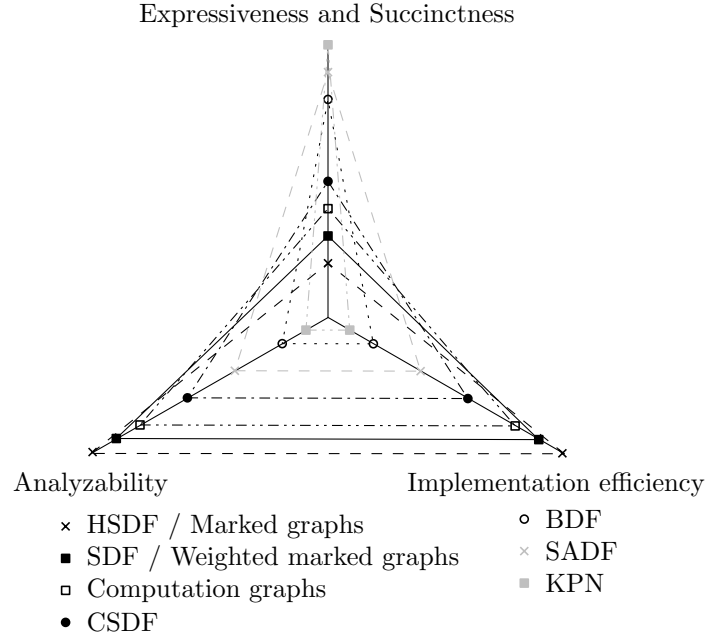 Expressiveness and Succinctness
Analyzability
Implementation efficiency
HSDF / Marked graphs
SDF / Weighted marked graphs
Computation graphs
CSDF
BDF
SADF
KPN